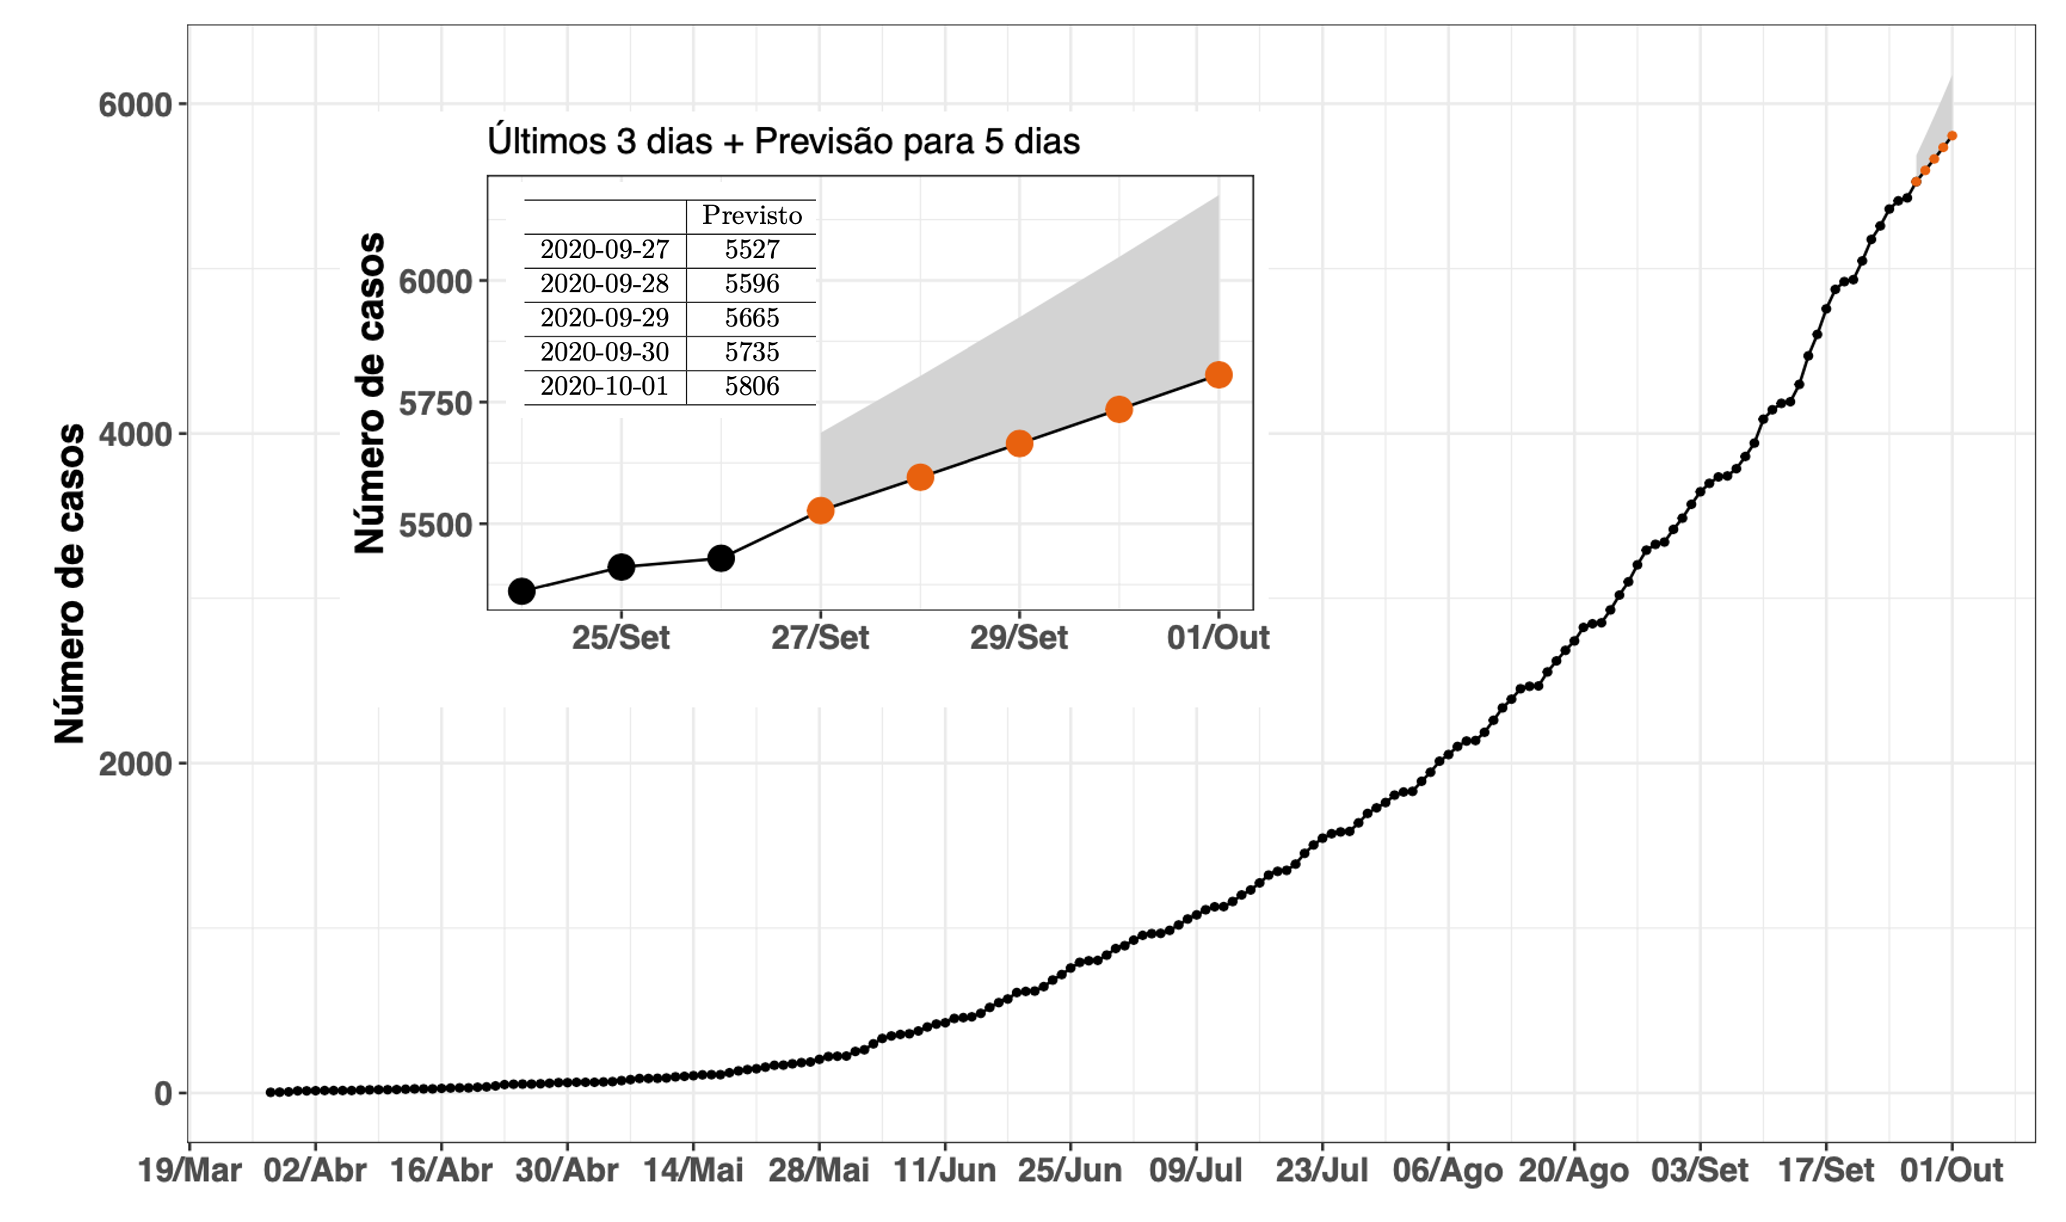 Número de casos
6000
4000
2000
0
19/Mar 02/Abr 16/Abr 30/Abr 14/Mai 28/Mai 11/Jun 25/Jun 09/Jul 23/Jul 06/Ago 20/Ago 03/Set 17/Set 01/Out
Últimos 3 dias + Previsão para 5 dias
Número de casos
6000
5750
5500
25/Set 27/Set 29/Set 01/Out
Previsto
2020-09-27 5527
2020-09-28 5596
2020-09-29 5665
2020-09-30 5735
2020-10-01 5806